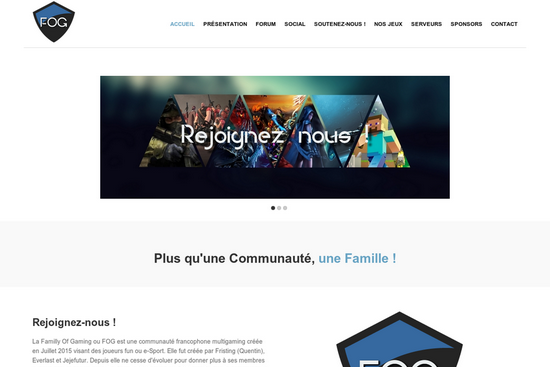 FOG
ACCUEIL PRÉSENTATION FORUM SOCIAL SOUTENEZ-NOUS ! NOS JEUX SERVEURS SPONSORS CONTACT
Rejoignez nous !
Plus qu'une Communauté, une Famille !
Rejoignez-nous !
La Familly Of Gaming ou FOG est une communauté francophone multigaming créée
en Juillet 2015 visant des joueurs fun ou e-Sport. Elle fut créée par Fristing (Quentin),
Everlast et Jejefutur. Depuis elle ne cesse d'évoluer pour donner plus à ses membres
FOG